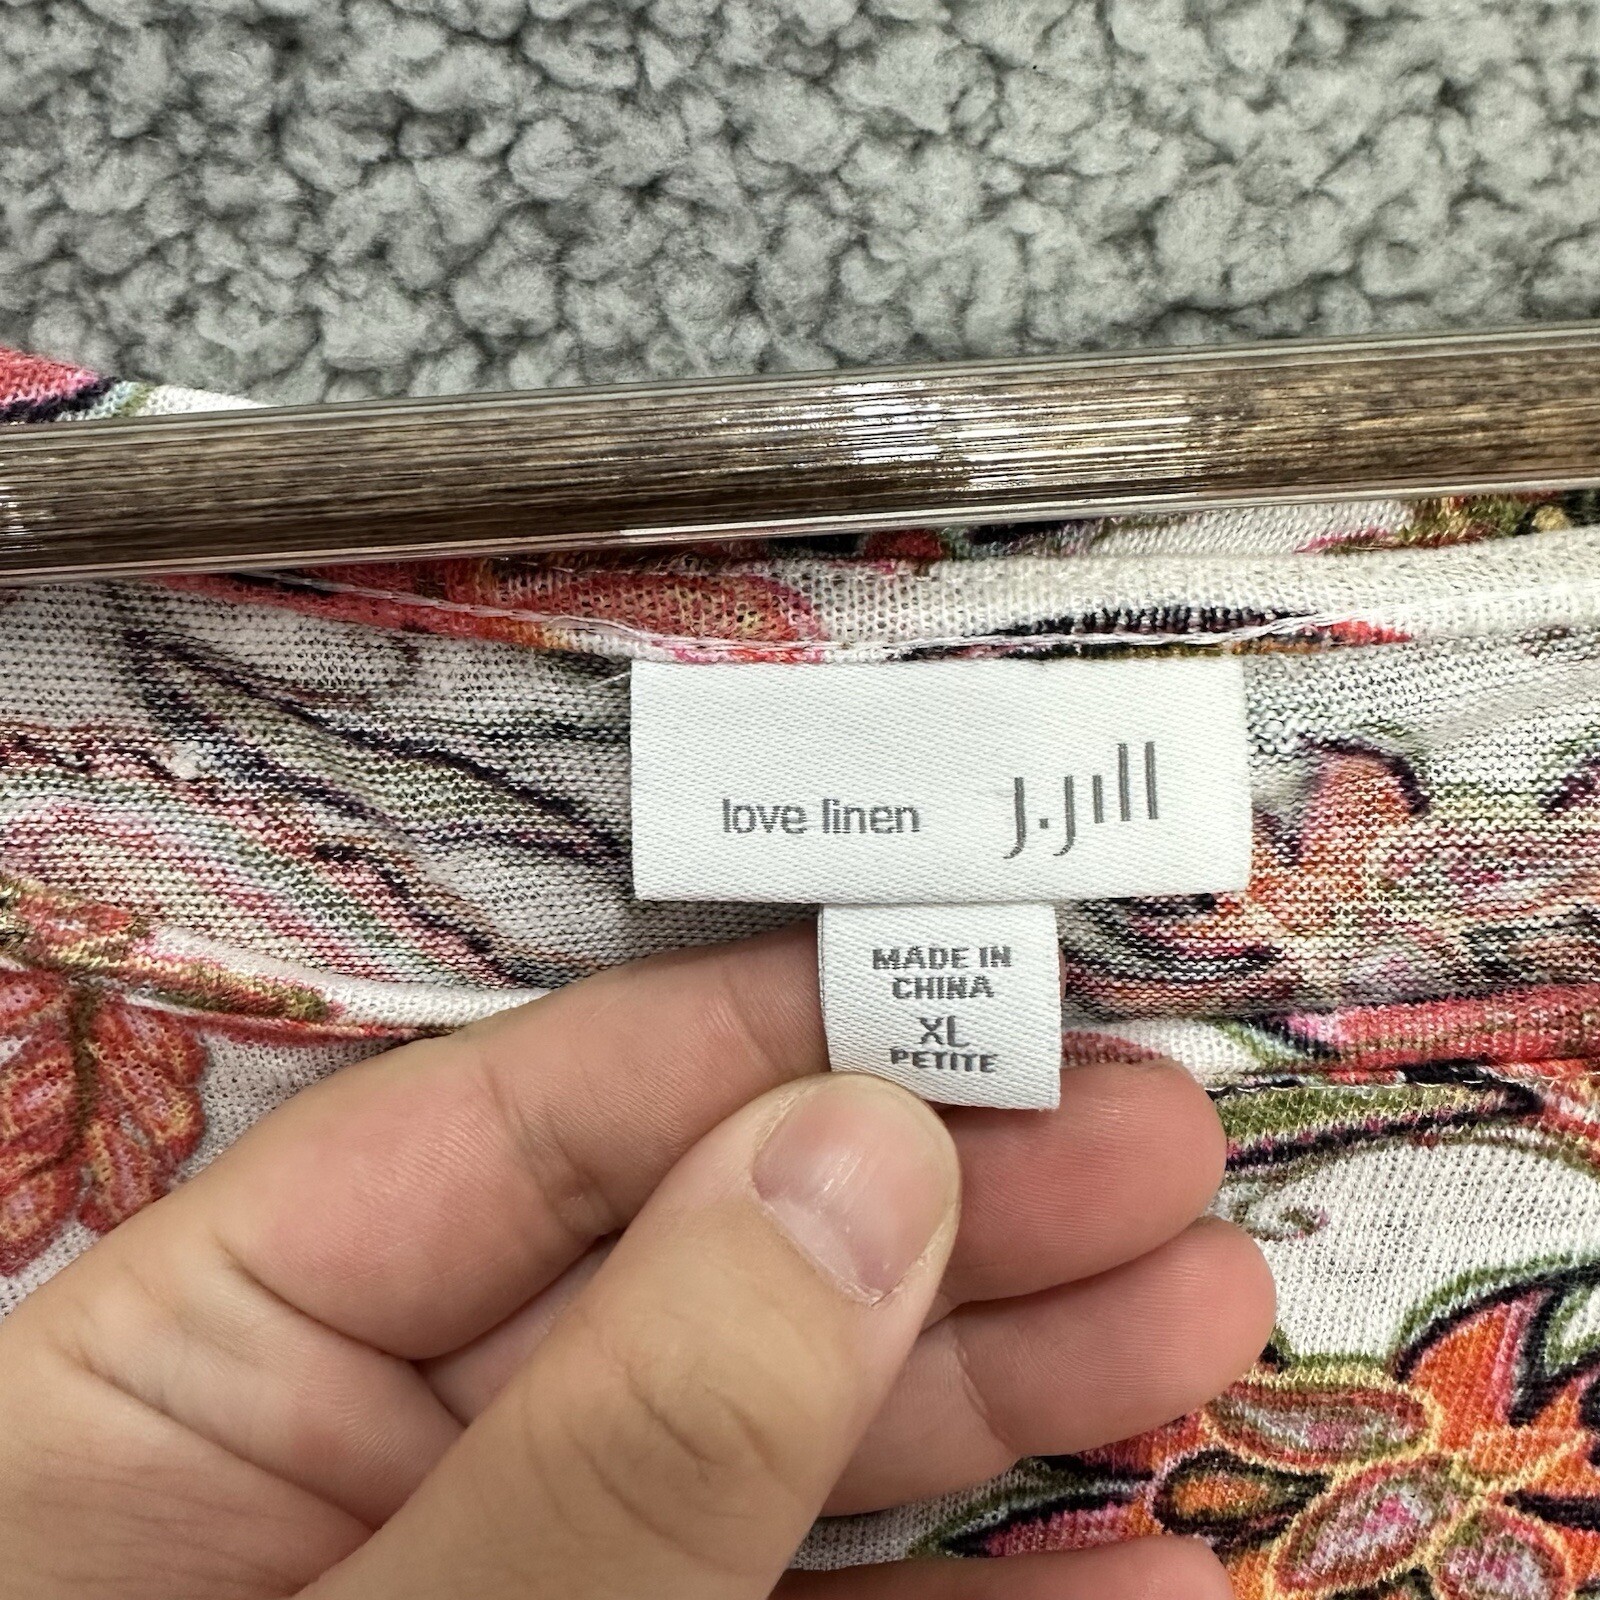 love linen J.Jill
MADE IN
CHINA
XL
PETITE